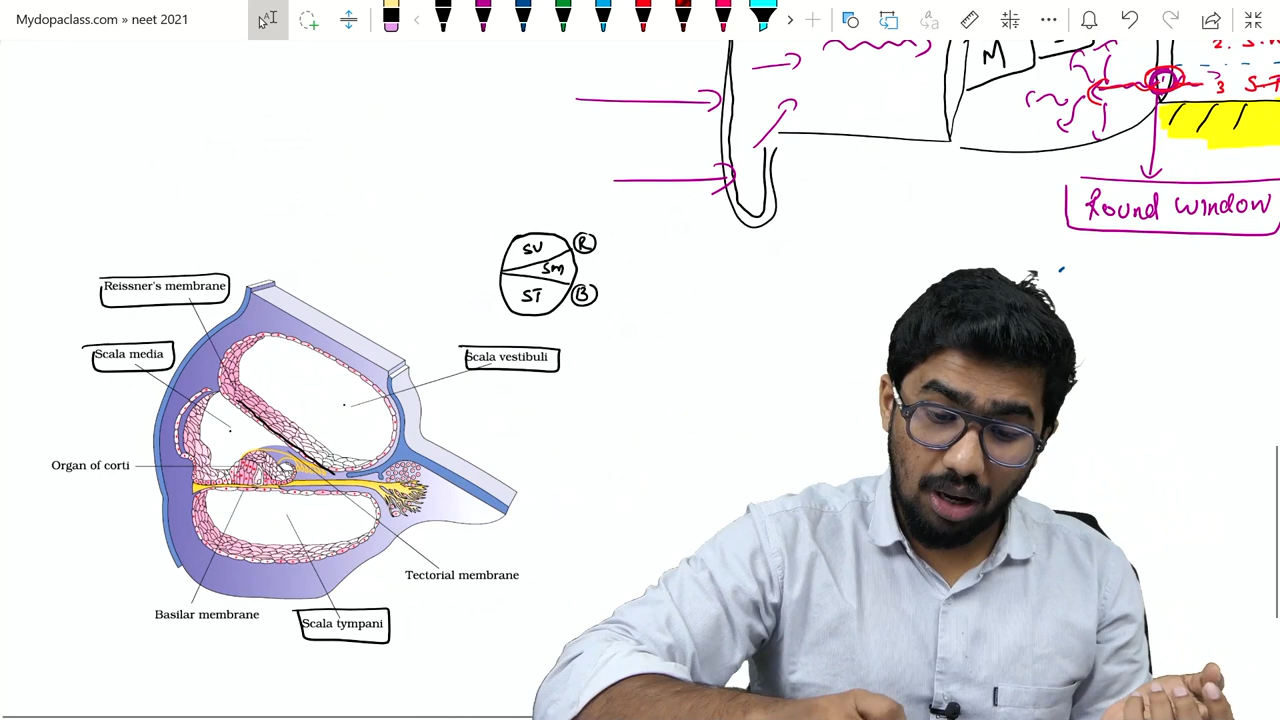 Mydopaclass.com » neet 2021
M
3 S-T
Round window
SV
R
SM
ST
B
Reissner's membrane
Scala media
Scala vestibuli
Organ of corti
Tectorial membrane
Basilar membrane
Scala tympani